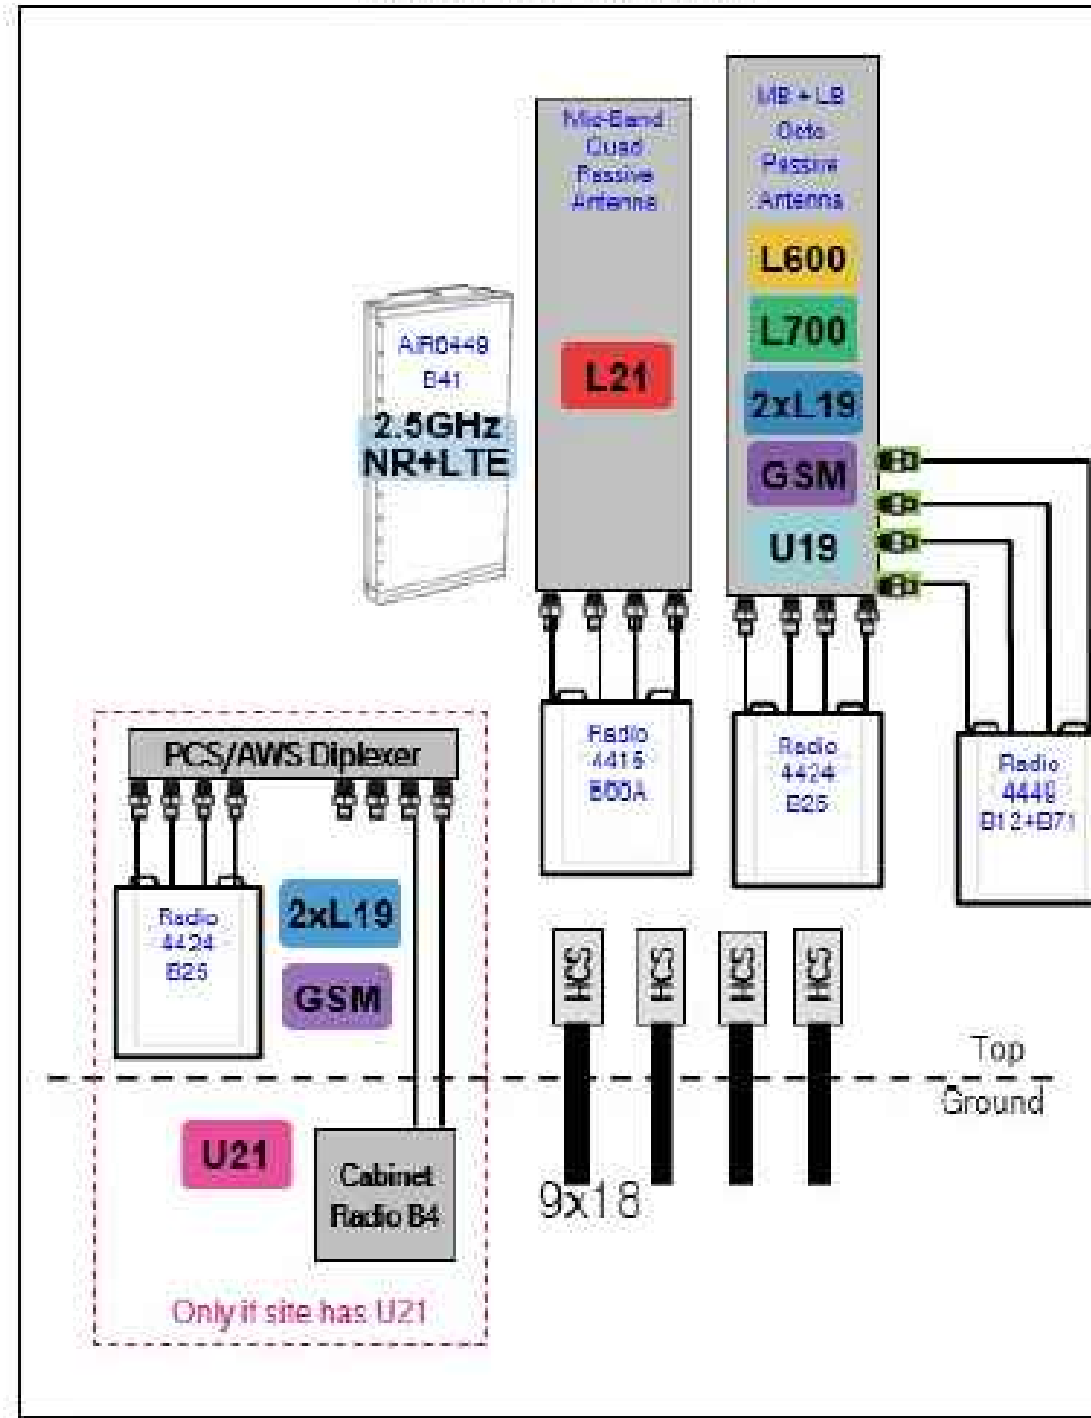 Mid-Band
Quad
Passive
Antenna
L21
MB + LB
Octo
Passive
Antenna
L600
L700
2xL19
GSM
U19
AIR6449
B41
2.5GHz
NR+LTE
Radio
4415
B66A
Radio
4424
B25
Radio
4449
B12+B71
PCS/AWS Diplexer
Radio
4424
B25
2xL19
GSM
HCS
HCS
HCS
HCS
Top
Ground
U21
Cabinet
Radio B4
9x18
Only if site has U21